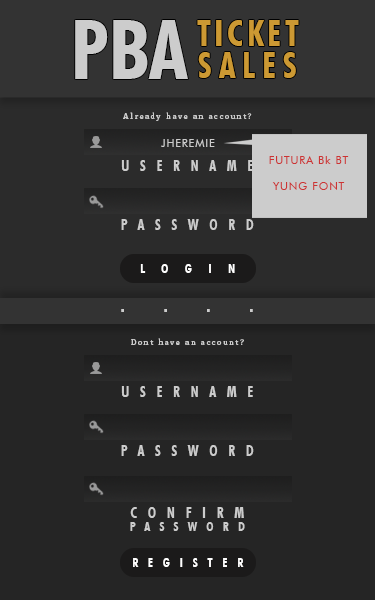 PBA TICKET
SALES
Already have an account?
JHEREMIE
FUTURA Bk BT
YUNG FONT
USERNAME
PASSWORD
LOGIN
Dont have an account?
USERNAME
PASSWORD
CONFIRM
PASSWORD
REGISTER